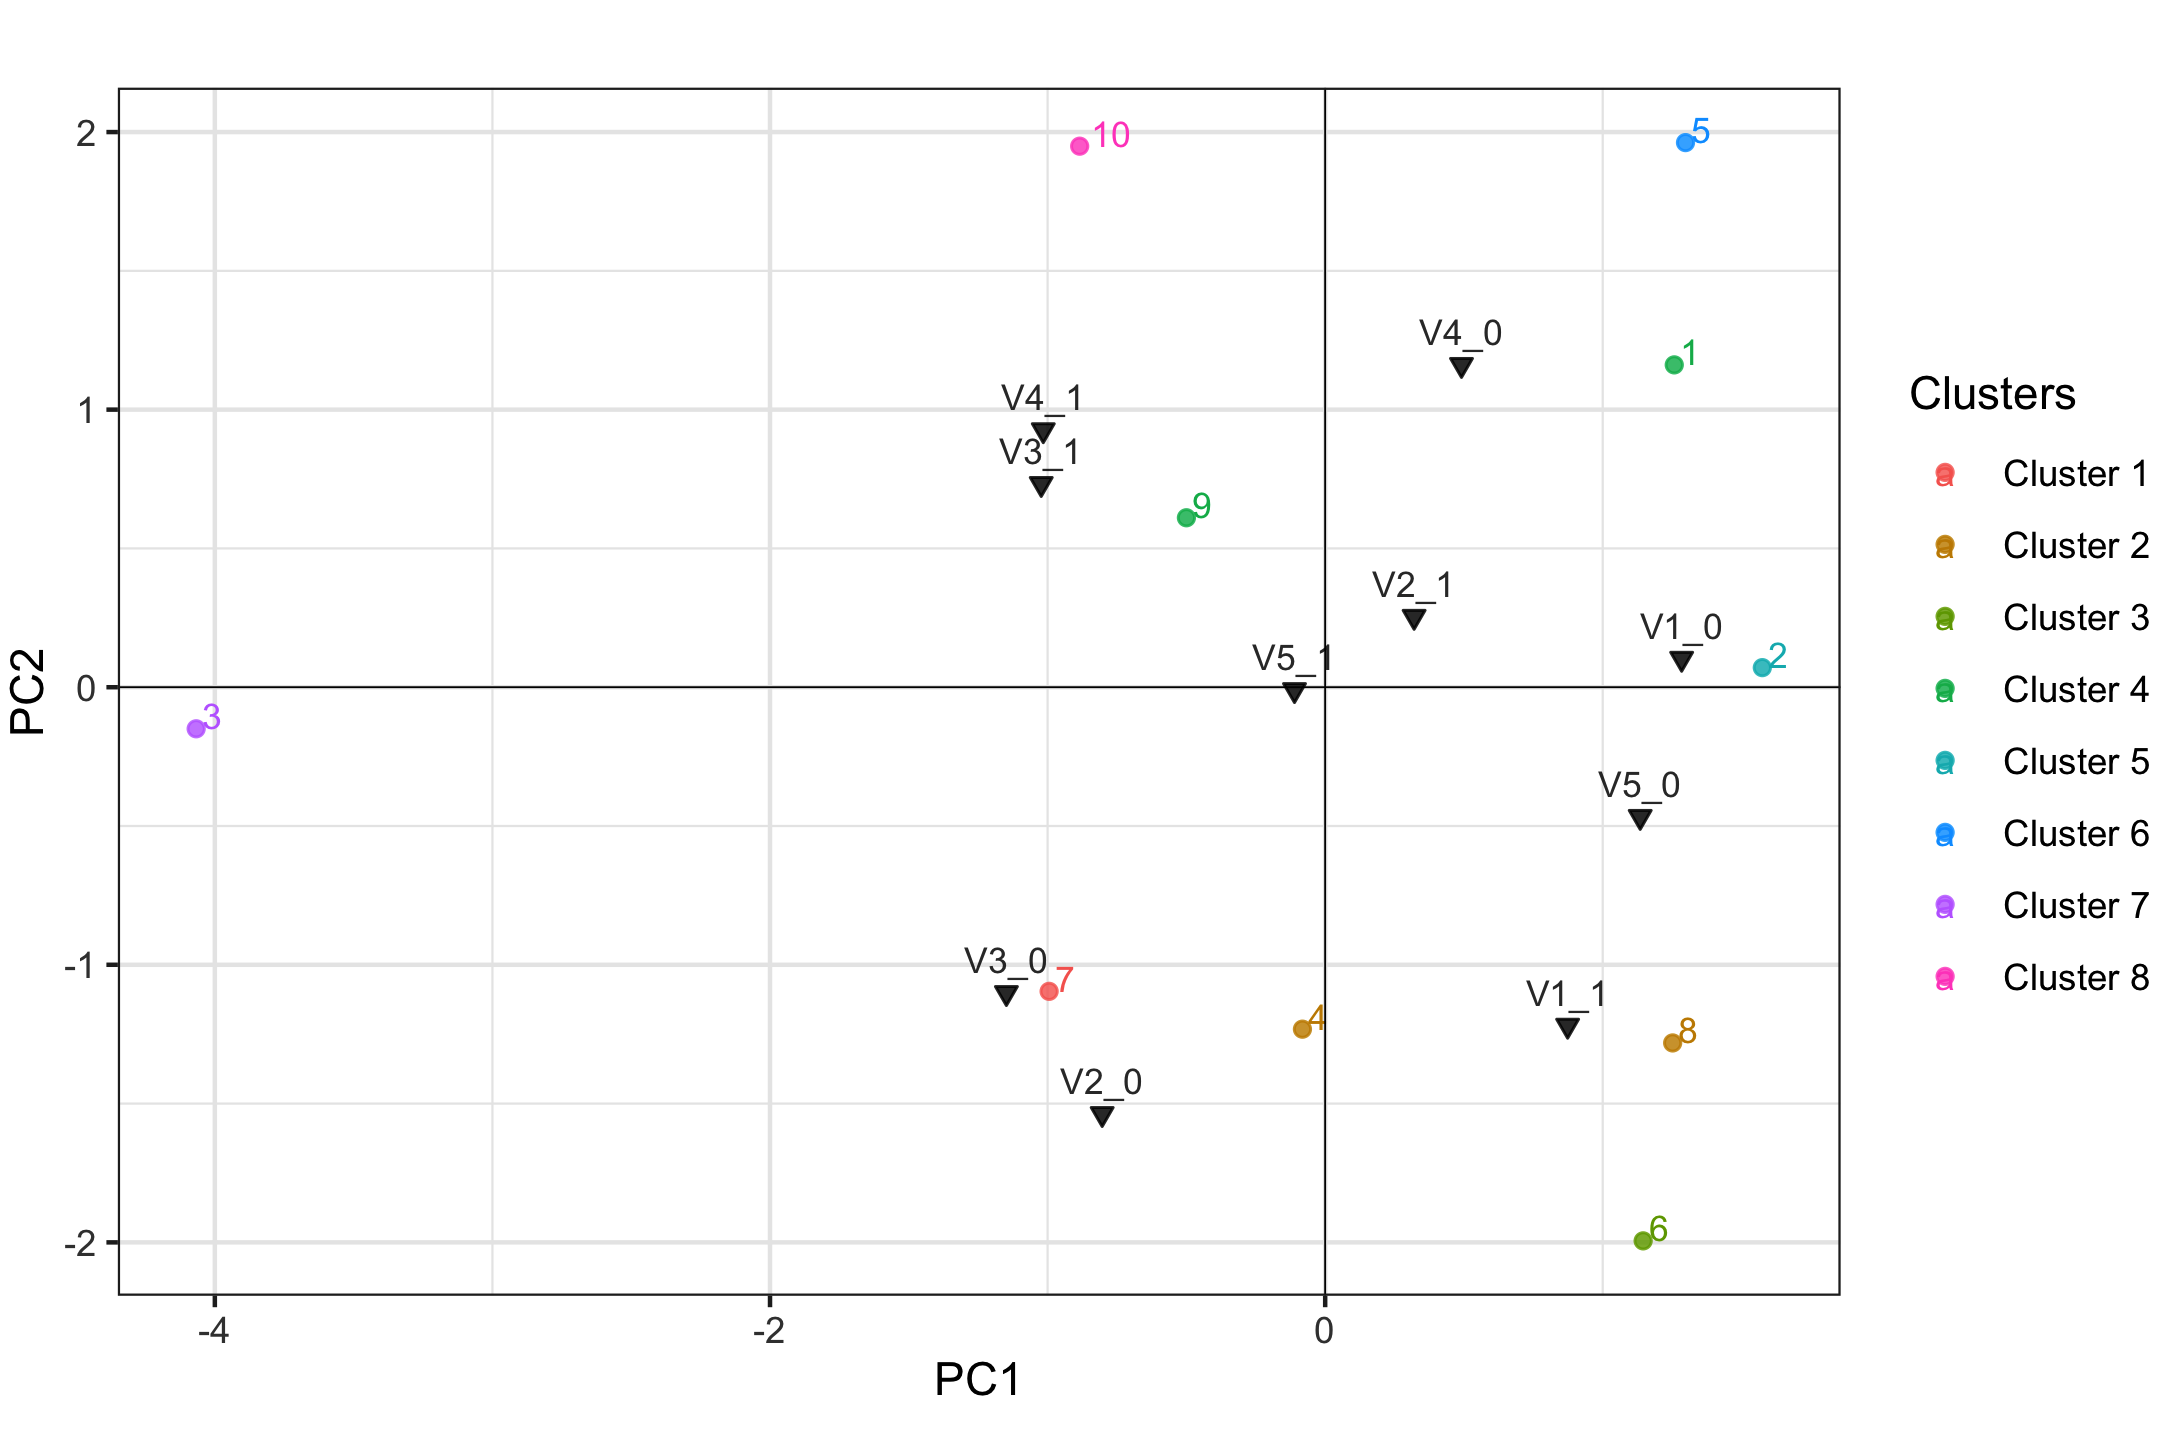 10
5
V4_0
1
V4_1
V3_1
9
V2_1
V1_0
2
V5_1
3
V5_0
V3_0
7
V1_1
4
8
V2_0
6
2
1
0
-1
-2
PC2
-4
-2
0
PC1
Clusters
a Cluster 1
a Cluster 2
a Cluster 3
a Cluster 4
a Cluster 5
a Cluster 6
a Cluster 7
a Cluster 8